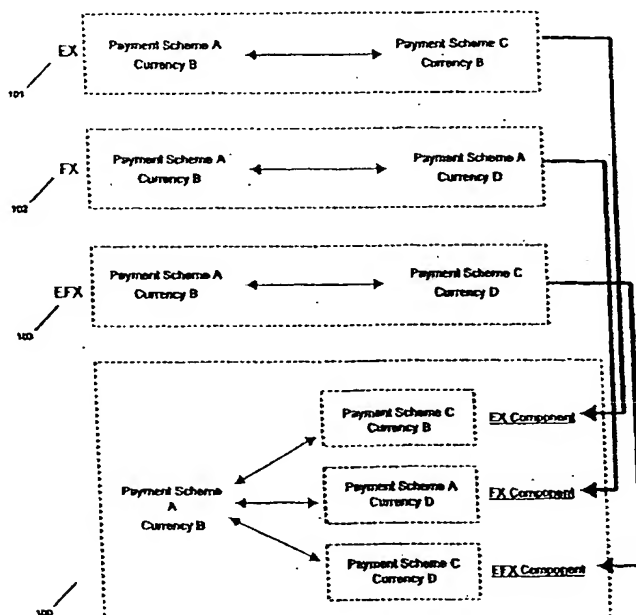 EX
Payment Scheme A
Currency B
Payment Scheme C
Currency B
101
FX
Payment Scheme A
Currency B
Payment Scheme A
Currency D
102
EFX
Payment Scheme A
Currency B
Payment Scheme C
Currency D
103
Payment Scheme C
Currency B
EX Component
Payment Scheme
A
Currency B
Payment Scheme A
Currency D
FX Component
Payment Scheme C
Currency D
EFX Component